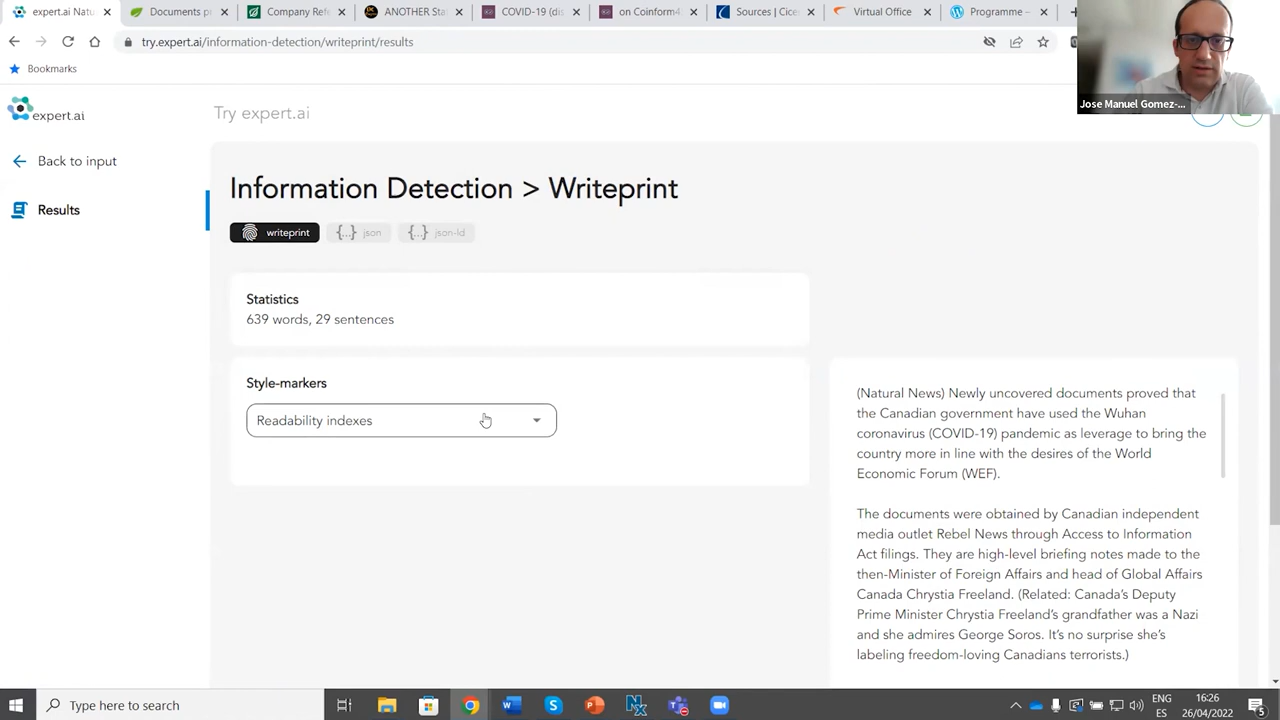 expert.ai Natu
Documents p
Company Refe
ANOTHER Sta
COVID-19 (dis
on Coinform4
Sources | Cice
Virtual Office
Programme –
try.expert.ai/information-detection/writeprint/results
Bookmarks
Jose Manuel Gomez-...
expert.ai
Try expert.ai
Back to input
Results
Information Detection > Writeprint
writeprint
{...} json
{...} json-ld
Statistics
639 words, 29 sentences
Style-markers
Readability indexes
(Natural News) Newly uncovered documents proved that
the Canadian government have used the Wuhan
coronavirus (COVID-19) pandemic as leverage to bring the
country more in line with the desires of the World
Economic Forum (WEF).
The documents were obtained by Canadian independent
media outlet Rebel News through Access to Information
Act filings. They are high-level briefing notes made to the
then-Minister of Foreign Affairs and head of Global Affairs
Canada Chrystia Freeland. (Related: Canada's Deputy
Prime Minister Chrystia Freeland's grandfather was a Nazi
and she admires George Soros. It's no surprise she's
labeling freedom-loving Canadians terrorists.)
Type here to search
ENG
ES
16:26
26/04/2022
5